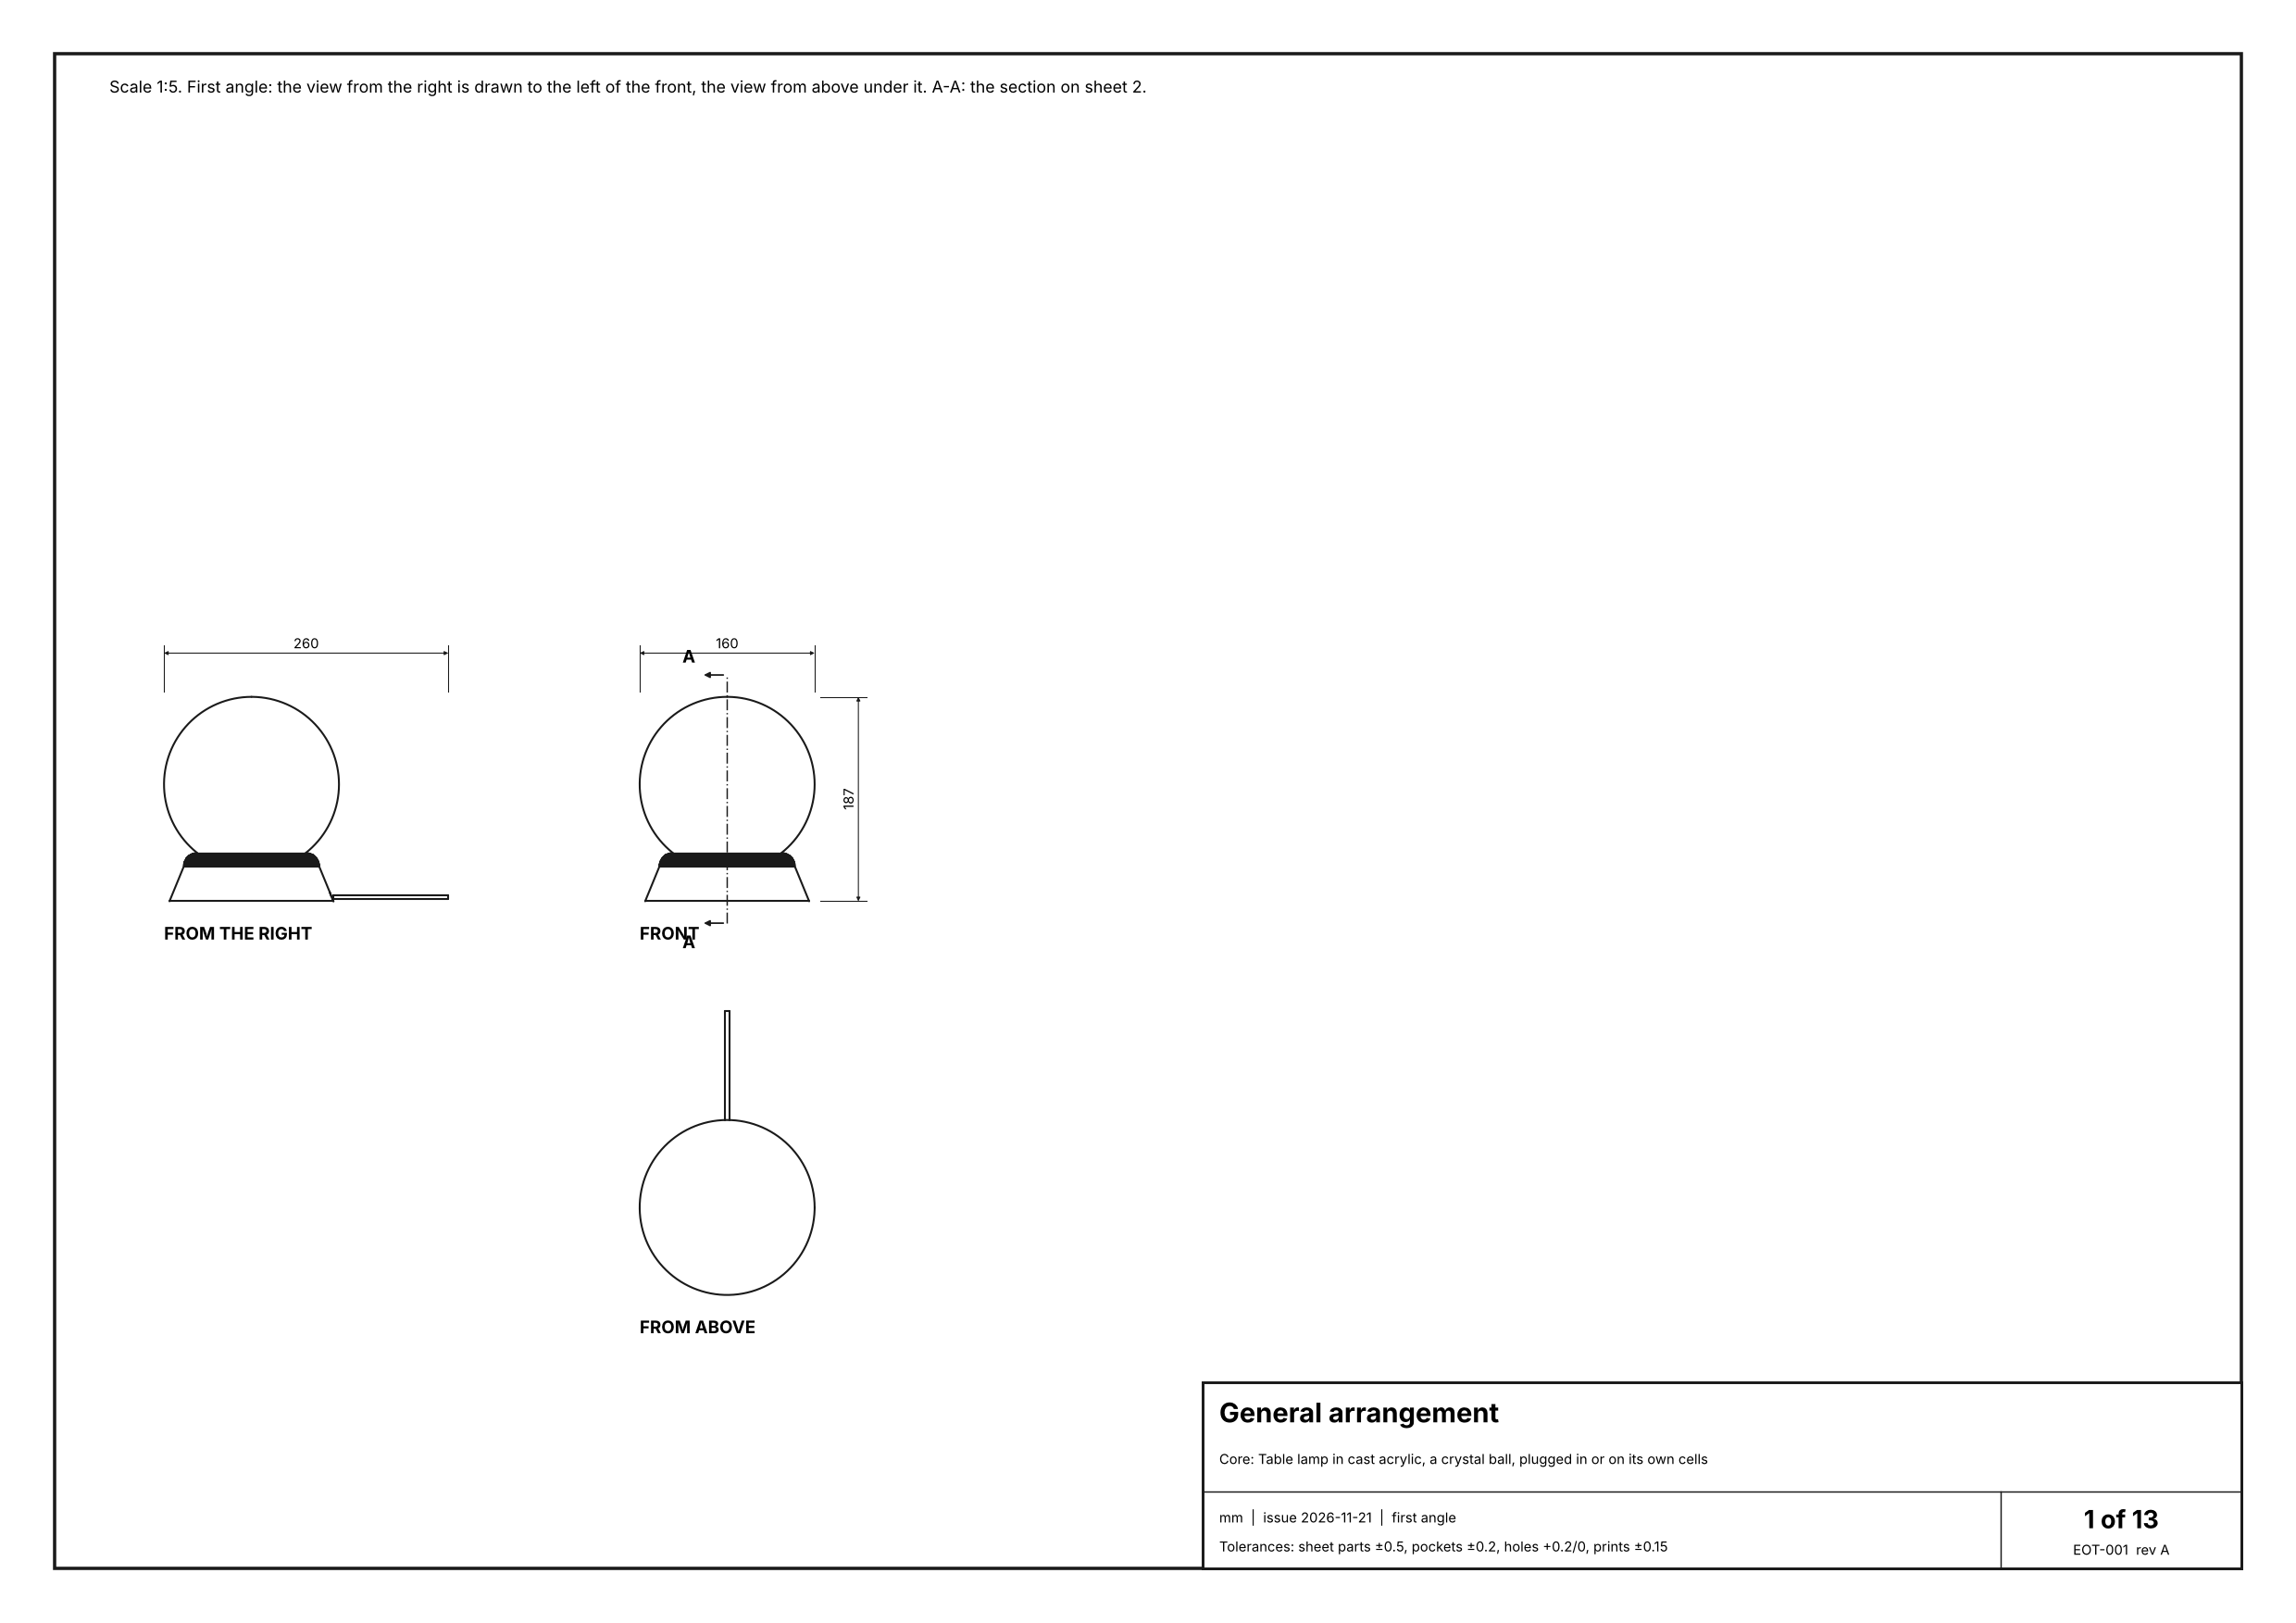 Scale 1:5. First angle: the view from the right is drawn to the left of the front, the view from above under it. A-A: the section on sheet 2.
260
160
A
187
FROM THE RIGHT
FRONT
A
FROM ABOVE
General arrangement
Core: Table lamp in cast acrylic, a crystal ball, plugged in or on its own cells
mm | issue 2026-11-21 | first angle
Tolerances: sheet parts ±0.5, pockets ±0.2, holes +0.2/0, prints ±0.15
1 of 13
EOT-001 rev A